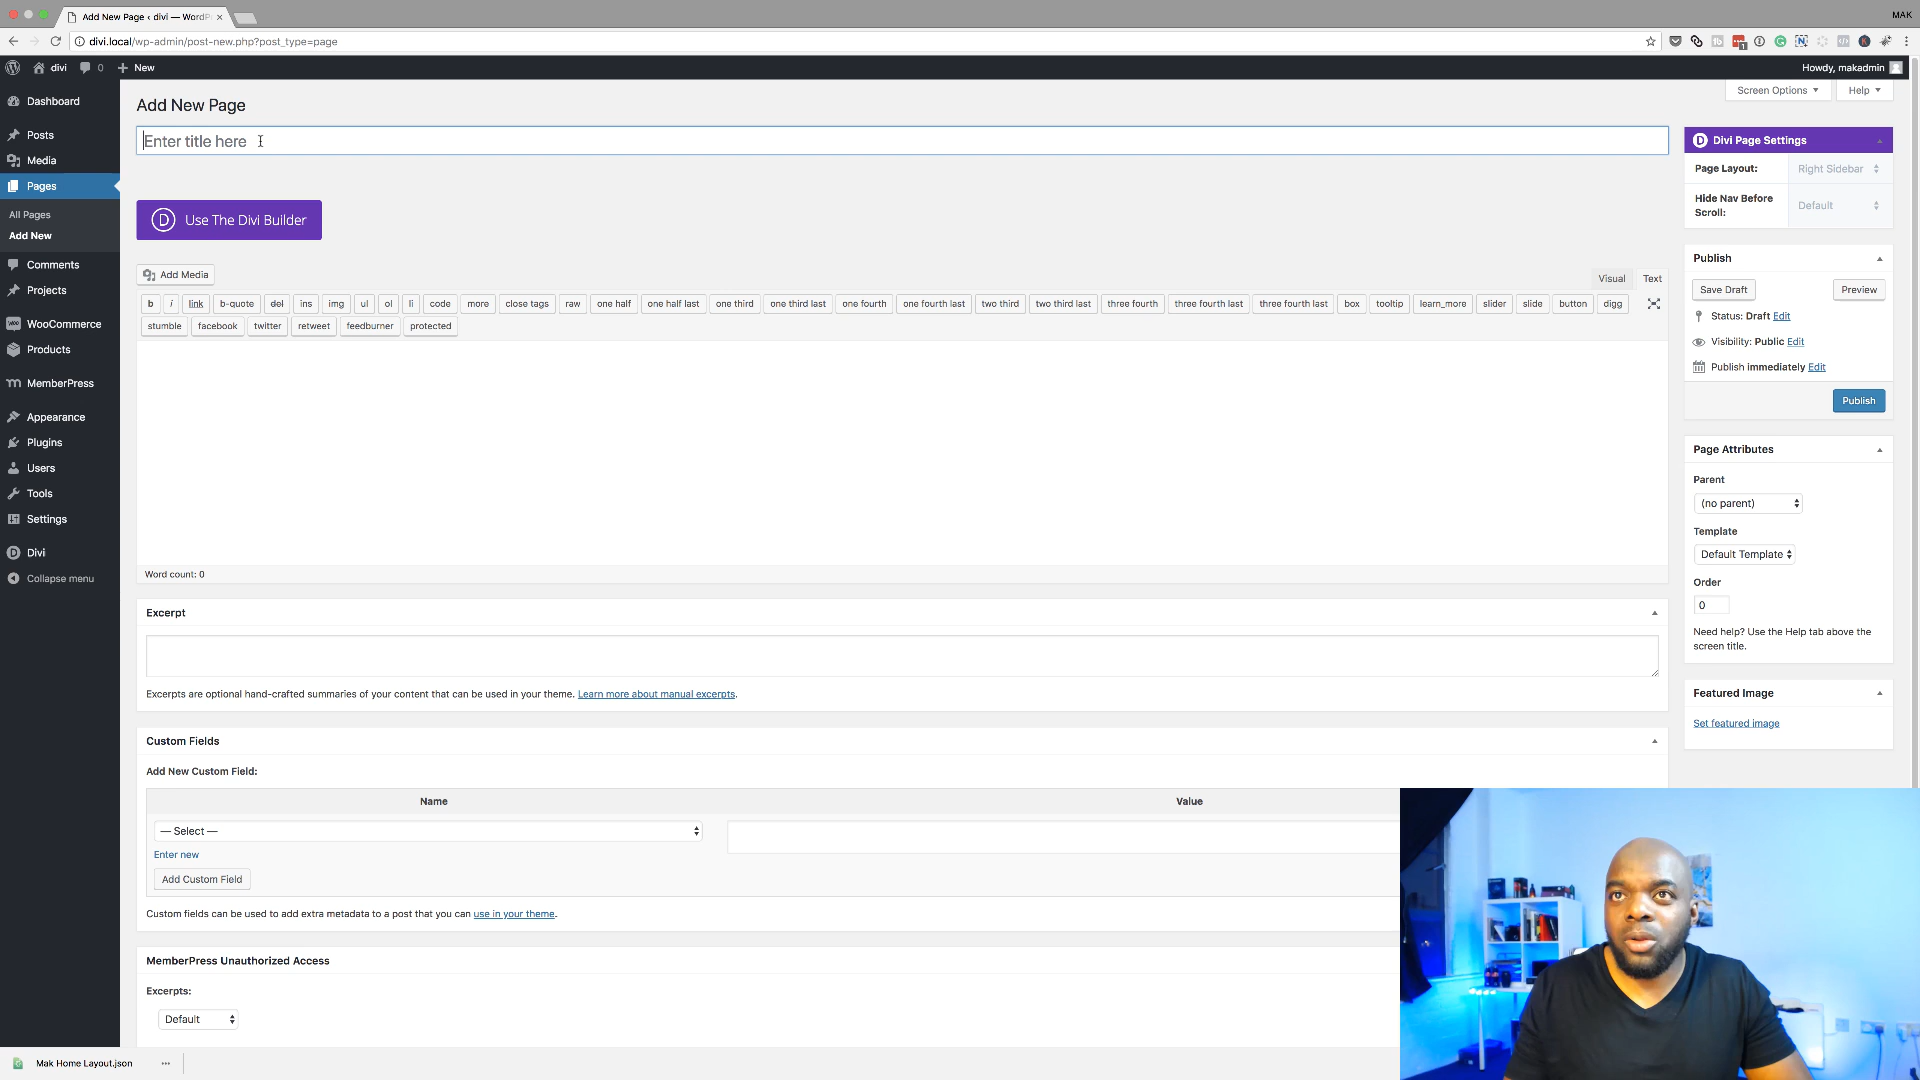 Add New Page ‹ divi — WordP
MAK
divi.local/wp-admin/post-new.php?post_type=page
divi
0
New
Howdy, makadmin
Screen Options
Help
Dashboard
Posts
Media
Pages
All Pages
Add New
Comments
Projects
WooCommerce
Products
MemberPress
Appearance
Plugins
Users
Tools
Settings
Divi
Collapse menu
Add New Page
Enter title here
Use The Divi Builder
Add Media
Visual
Text
b
i
link
b-quote
del
ins
img
ul
ol
li
code
more
close tags
raw
one half
one half last
one third
one third last
one fourth
one fourth last
two third
two third last
three fourth
three fourth last
three fourth last
box
tooltip
learn_more
slider
slide
button
digg
stumble
facebook
twitter
retweet
feedburner
protected
Word count: 0
Excerpt
Excerpts are optional hand-crafted summaries of your content that can be used in your theme. Learn more about manual excerpts.
Custom Fields
Add New Custom Field:
Name
Value
— Select —
Enter new
Add Custom Field
Custom fields can be used to add extra metadata to a post that you can use in your theme.
MemberPress Unauthorized Access
Excerpts:
Default
Divi Page Settings
Page Layout:
Right Sidebar
Hide Nav Before
Scroll:
Default
Publish
Save Draft
Preview
Status: Draft Edit
Visibility: Public Edit
Publish immediately Edit
Publish
Page Attributes
Parent
(no parent)
Template
Default Template
Order
0
Need help? Use the Help tab above the
screen title.
Featured Image
Set featured image
Mak Home Layout.json